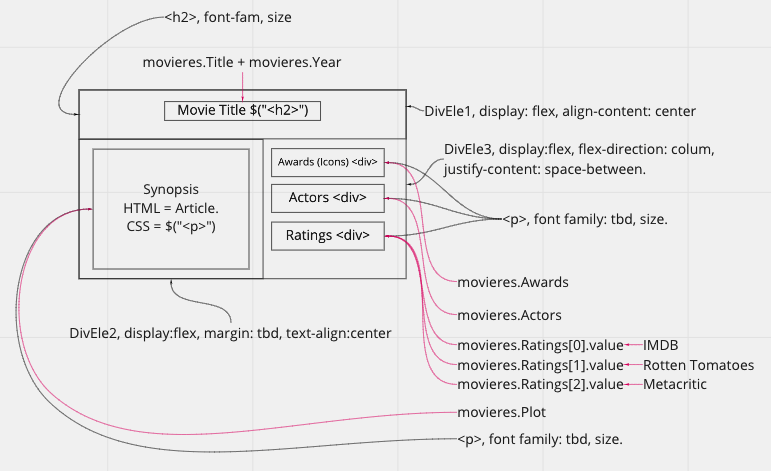 <h2>, font-fam, size
movieres.Title + movieres.Year
Movie Title $("<h2>")
DivEle1, display: flex, align-content: center
DivEle3, display:flex, flex-direction: colum,
justify-content: space-between.
Awards (Icons) <div>
Synopsis
HTML = Article.
CSS = $("<p>")
Actors <div>
Ratings <div>
<p>, font family: tbd, size.
movieres.Awards
movieres.Actors
DivEle2, display:flex, margin: tbd, text-align:center
movieres.Ratings[0].value
IMDB
movieres.Ratings[1].value
Rotten Tomatoes
movieres.Ratings[2].value
Metacritic
movieres.Plot
<p>, font family: tbd, size.